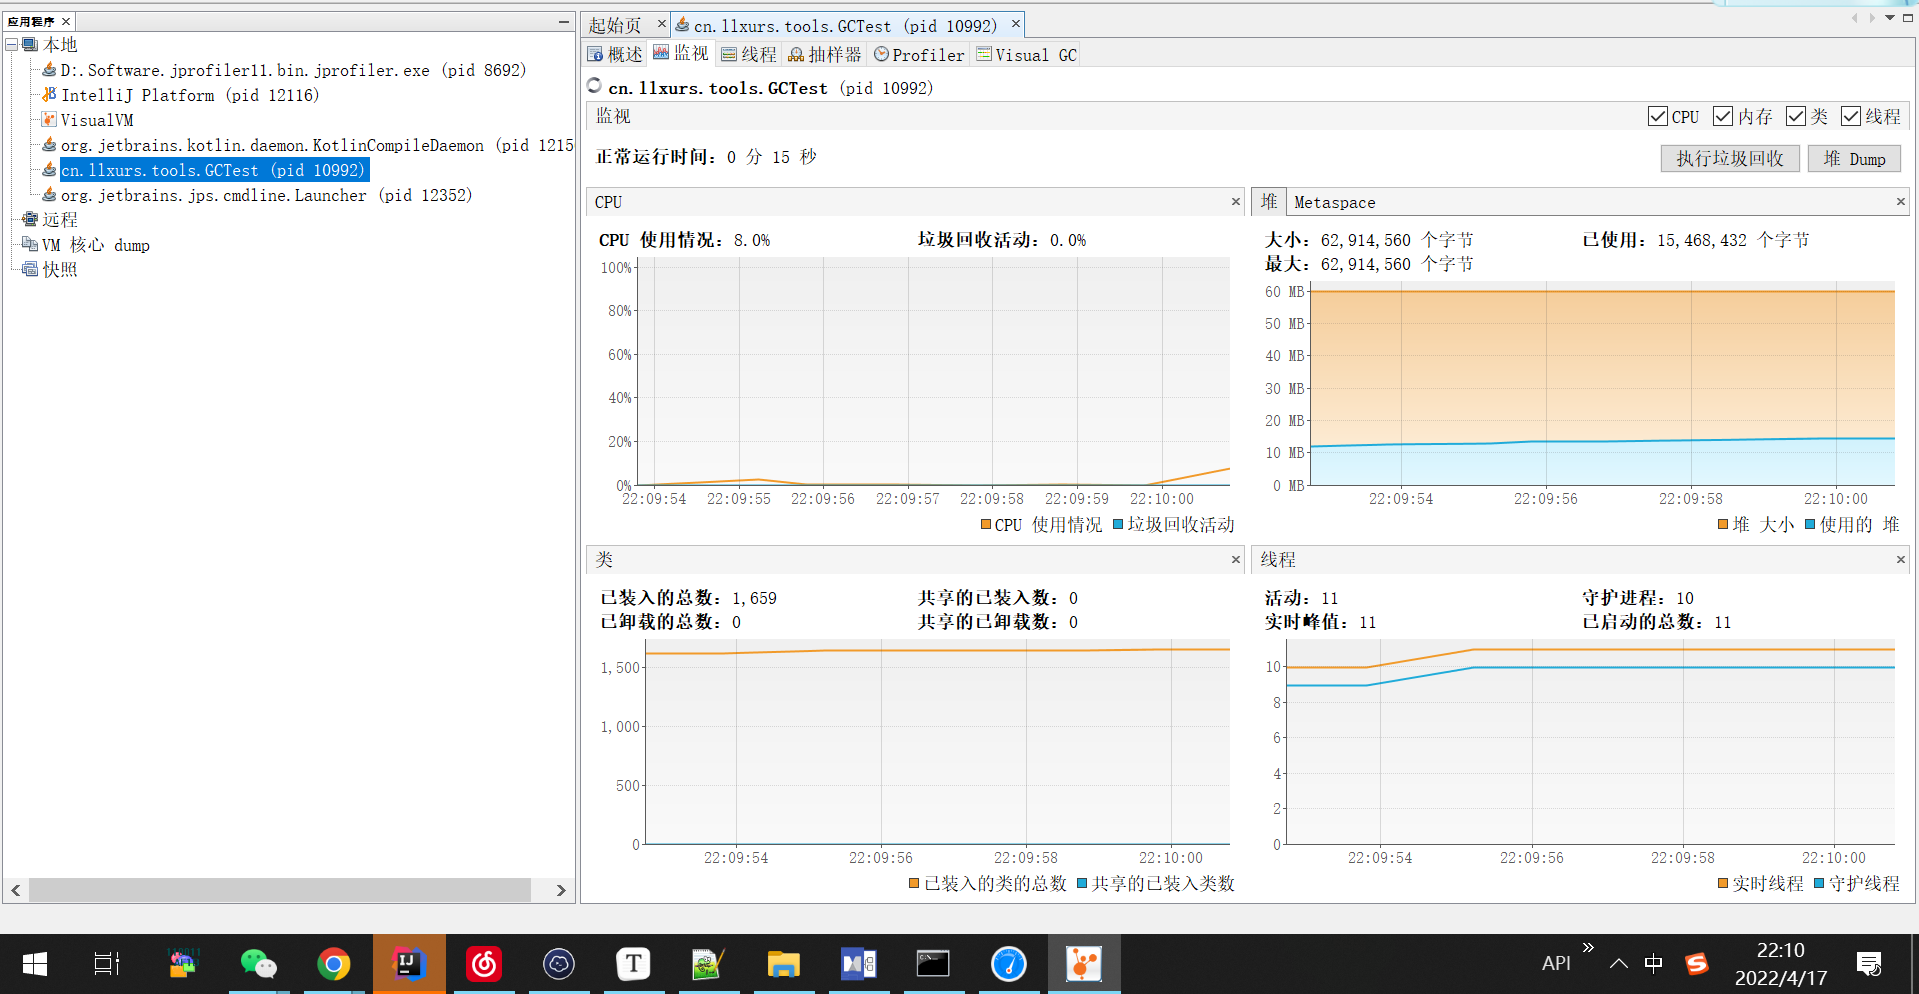 应用程序
本地
D:.Software.jprofiler11.bin.jprofiler.exe (pid 8692)
IntelliJ Platform (pid 12116)
VisualVM
org.jetbrains.kotlin.daemon.KotlinCompileDaemon (pid 1215
cn.llxurs.tools.GCTest (pid 10992)
org.jetbrains.jps.cmdline.Launcher (pid 12352)
远程
VM 核心 dump
快照
起始页 cn.llxurs.tools.GCTest (pid 10992)
概述 监视 线程 抽样器 Profiler Visual GC
cn.llxurs.tools.GCTest (pid 10992)
监视 CPU 内存 类 线程
正常运行时间: 0 分 15 秒 执行垃圾回收 堆 Dump
CPU
CPU 使用情况: 8.0% 垃圾回收活动: 0.0%
100%
80%
60%
40%
20%
0%
22:09:54 22:09:55 22:09:56 22:09:57 22:09:58 22:09:59 22:10:00
CPU 使用情况 垃圾回收活动
堆 Metaspace
大小: 62,914,560 个字节 已使用: 15,468,432 个字节
最大: 62,914,560 个字节
60 MB
50 MB
40 MB
30 MB
20 MB
10 MB
0 MB
22:09:54 22:09:56 22:09:58 22:10:00
堆 大小 使用的 堆
类
已装入的总数: 1,659 共享的已装入数: 0
已卸载的总数: 0 共享的已卸载数: 0
1,500
1,000
500
0
22:09:54 22:09:56 22:09:58 22:10:00
已装入的类的总数 共享的已装入类数
线程
活动: 11 守护进程: 10
实时峰值: 11 已启动的总数: 11
10
8
6
4
2
0
22:09:54 22:09:56 22:09:58 22:10:00
实时线程 守护线程
IJ T API 中 S 22:10
2022/4/17